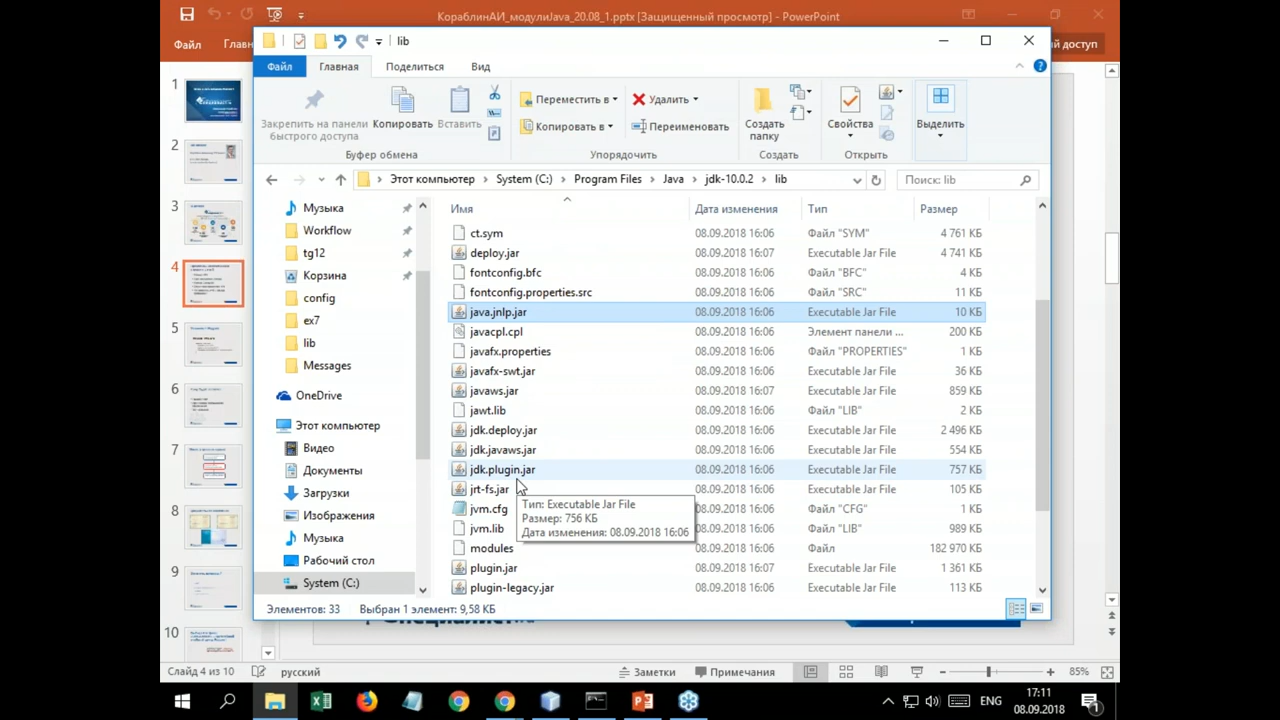 КораблинАИ_модулиJava_20.08_1.pptx [Защищенный просмотр] - PowerPoint
Файл
Главн
й доступ
lib
Файл Главная Поделиться Вид
Закрепить на панели быстрого доступа
Копировать
Вставить
Буфер обмена
Переместить в
Копировать в
Удалить
Переименовать
Упорядочить
Создать папку
Создать
Свойства
Открыть
Выделить
Этот компьютер > System (C:) > Program Files > Java > jdk-10.0.2 > lib
Поиск: lib
Музыка
Workflow
tg12
Корзина
config
ex7
lib
Messages
OneDrive
Этот компьютер
Видео
Документы
Загрузки
Изображения
Музыка
Рабочий стол
System (C:)
Имя Дата изменения Тип Размер
ct.sym 08.09.2018 16:06 Файл "SYM" 4 761 КБ
deploy.jar 08.09.2018 16:07 Executable Jar File 4 741 КБ
fontconfig.bfc 08.09.2018 16:06 Файл "BFC" 4 КБ
fontconfig.properties.src 08.09.2018 16:06 Файл "SRC" 11 КБ
java.jnlp.jar 08.09.2018 16:06 Executable Jar File 10 КБ
javacpl.cpl 08.09.2018 16:06 Элемент панели ... 200 КБ
javafx.properties 08.09.2018 16:06 Файл "PROPERTIES" 1 КБ
javafx-swt.jar 08.09.2018 16:06 Executable Jar File 36 КБ
javaws.jar 08.09.2018 16:07 Executable Jar File 859 КБ
jawt.lib 08.09.2018 16:06 Файл "LIB" 2 КБ
jdk.deploy.jar 08.09.2018 16:06 Executable Jar File 2 496 КБ
jdk.javaws.jar 08.09.2018 16:06 Executable Jar File 554 КБ
jdk.plugin.jar 08.09.2018 16:06 Executable Jar File 757 КБ
jrt-fs.jar 08.09.2018 16:06 Executable Jar File 105 КБ
jvm.cfg Файл "CFG" 1 КБ
jvm.lib Файл "LIB" 989 КБ
modules 08.09.2018 16:06 Файл 182 970 КБ
plugin.jar 08.09.2018 16:07 Executable Jar File 1 361 КБ
plugin-legacy.jar 08.09.2018 16:06 Executable Jar File 113 КБ
Тип: Executable Jar File
Размер: 756 КБ
Дата изменения: 08.09.2018 16:06
Элементов: 33 Выбран 1 элемент: 9,58 КБ
1
2
3
4
5
6
7
8
9
10
Слайд 4 из 10 русский Заметки Примечания 85%
ENG
17:11
08.09.2018
1